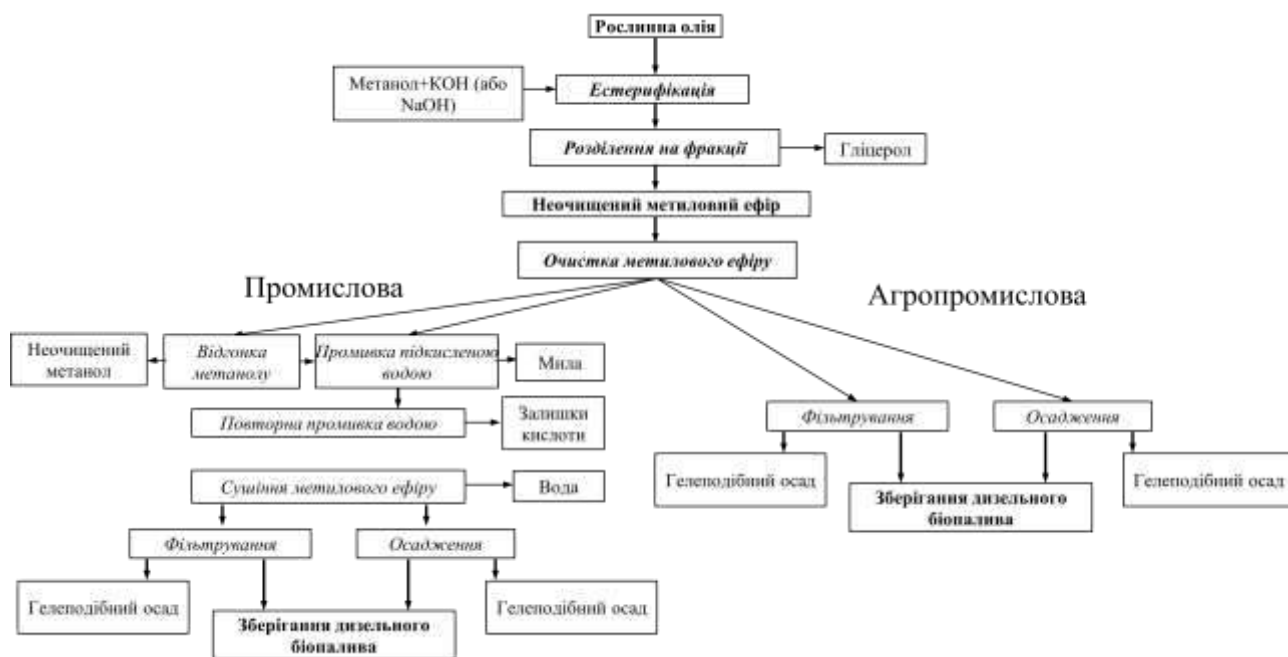 Рослинна олія
Метанол+KOH (або
NaOH)
Естерифікація
Розділення на фракції
Гліцерол
Неочищений метиловий ефір
Очистка метилового ефіру
Промислова
Агропромислова
Неочищений
метанол
Відгонка
метанолу
Промивка підкисленою
водою
Мила
Повторна промивка водою
Залишки
кислоти
Фільтрування
Осадження
Сушіння метилового ефіру
Вода
Гелеподібний осад
Зберігання дизельного
біопалива
Гелеподібний осад
Фільтрування
Осадження
Гелеподібний осад
Зберігання дизельного
біопалива
Гелеподібний осад